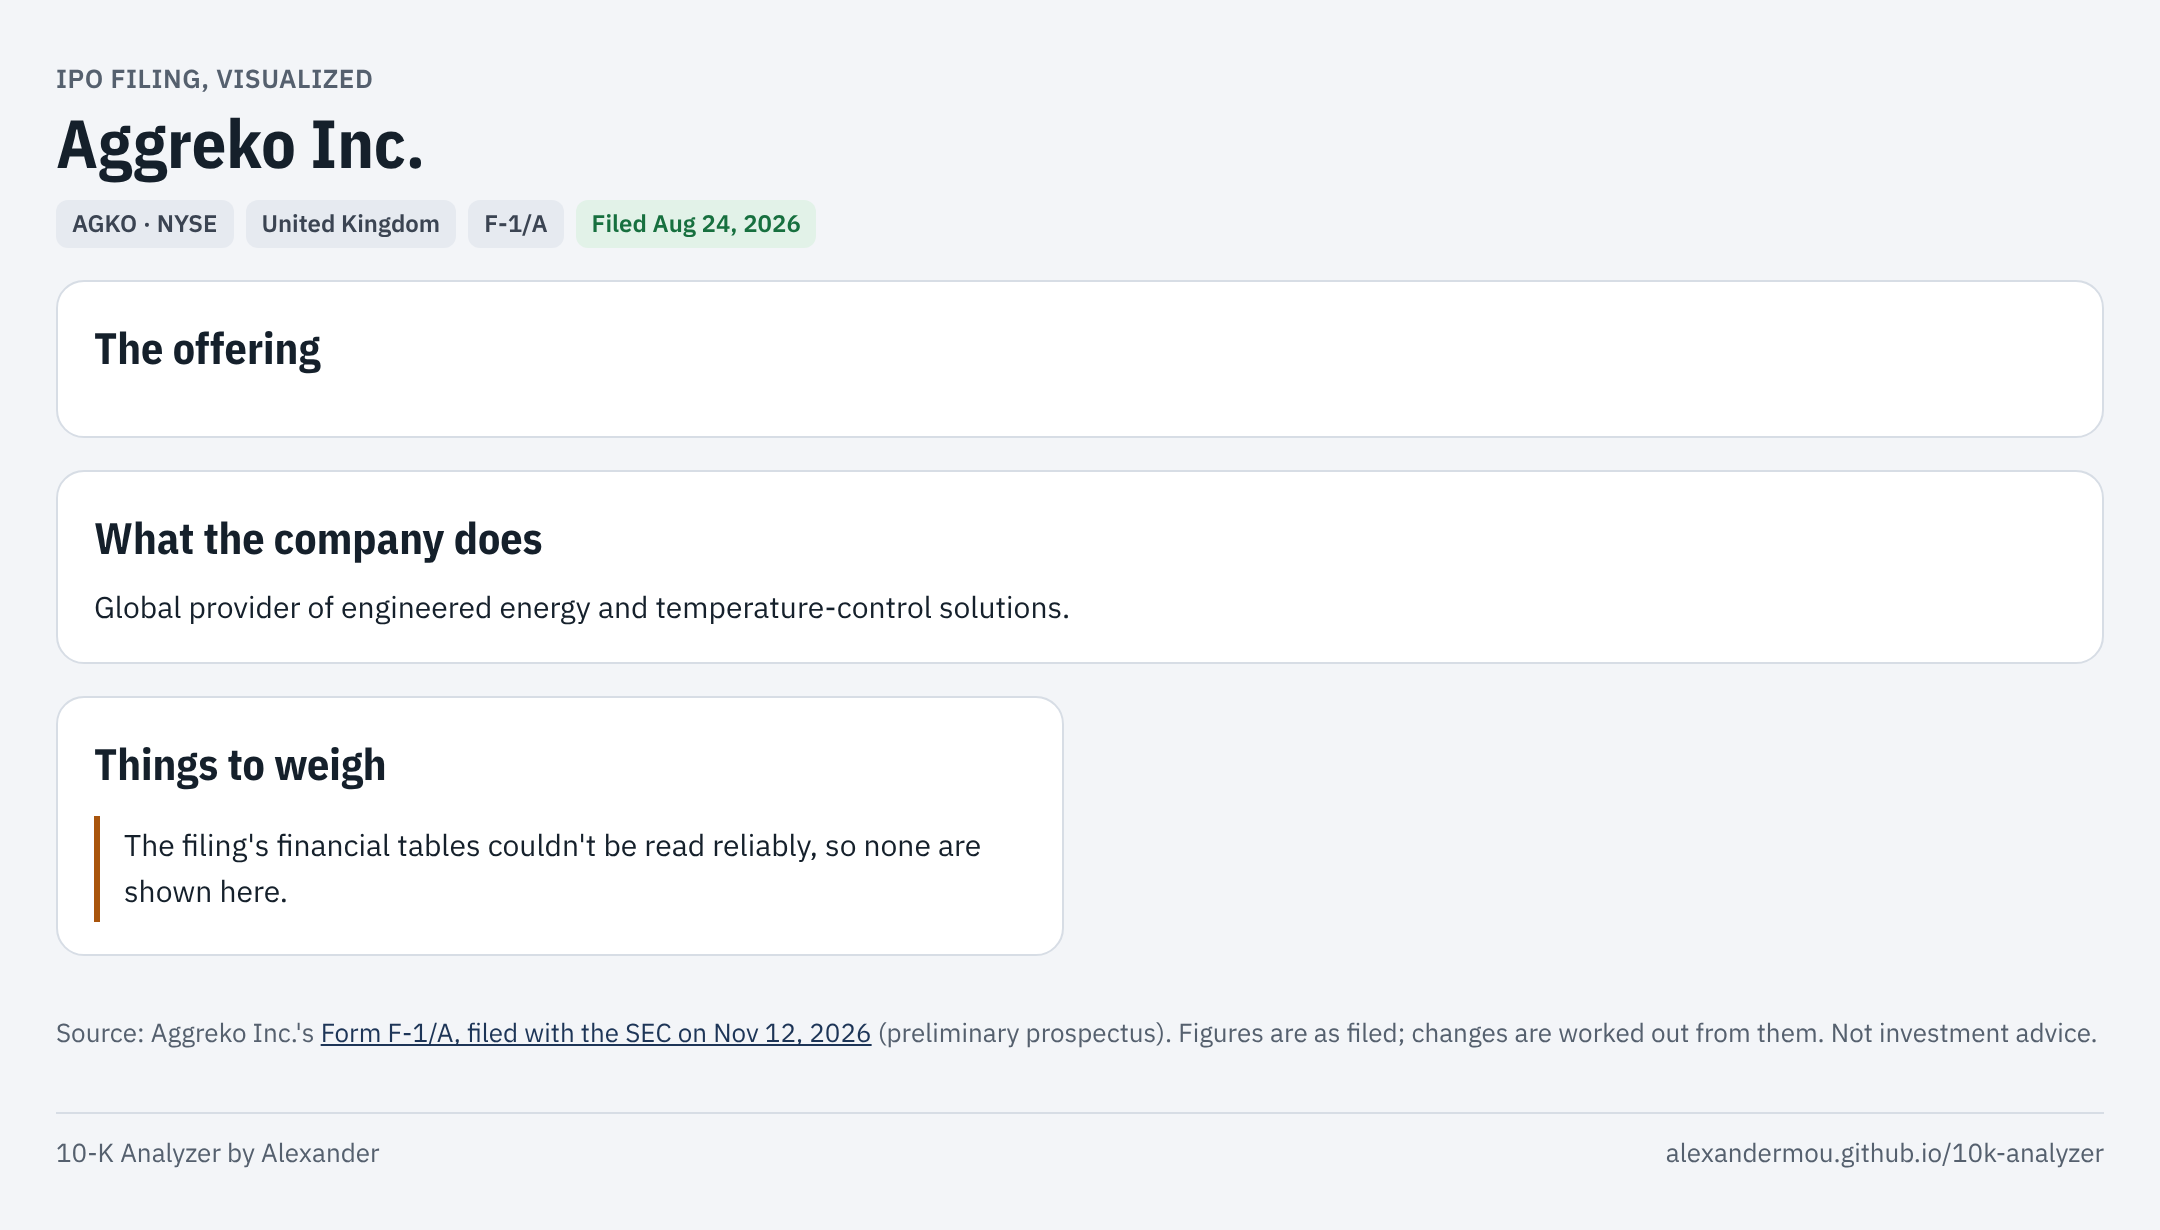 IPO FILING, VISUALIZED
Aggreko Inc.
AGKO · NYSE United Kingdom F-1/A Filed Aug 24, 2026
The offering
What the company does
Global provider of engineered energy and temperature-control solutions.
Things to weigh
The filing's financial tables couldn't be read reliably, so none are
shown here.
Source: Aggreko Inc.'s Form F-1/A, filed with the SEC on Nov 12, 2026 (preliminary prospectus). Figures are as filed; changes are worked out from them. Not investment advice.
10-K Analyzer by Alexander alexandermou.github.io/10k-analyzer